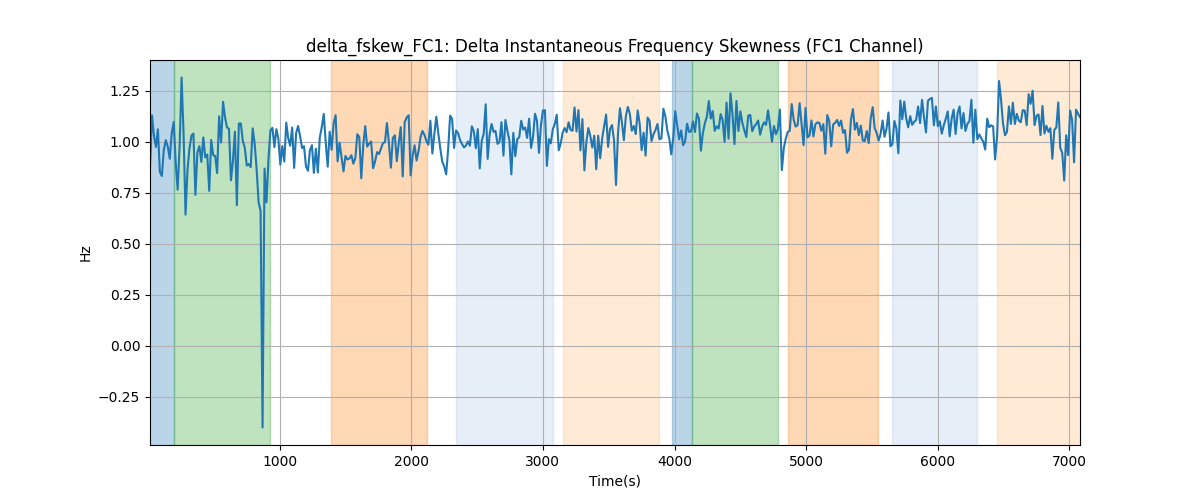 delta_fskew_FC1: Delta Instantaneous Frequency Skewness (FC1 Channel)
Hz
1.25
1.00
0.75
0.50
0.25
0.00
−0.25
1000 2000 3000 4000 5000 6000 7000
Time(s)